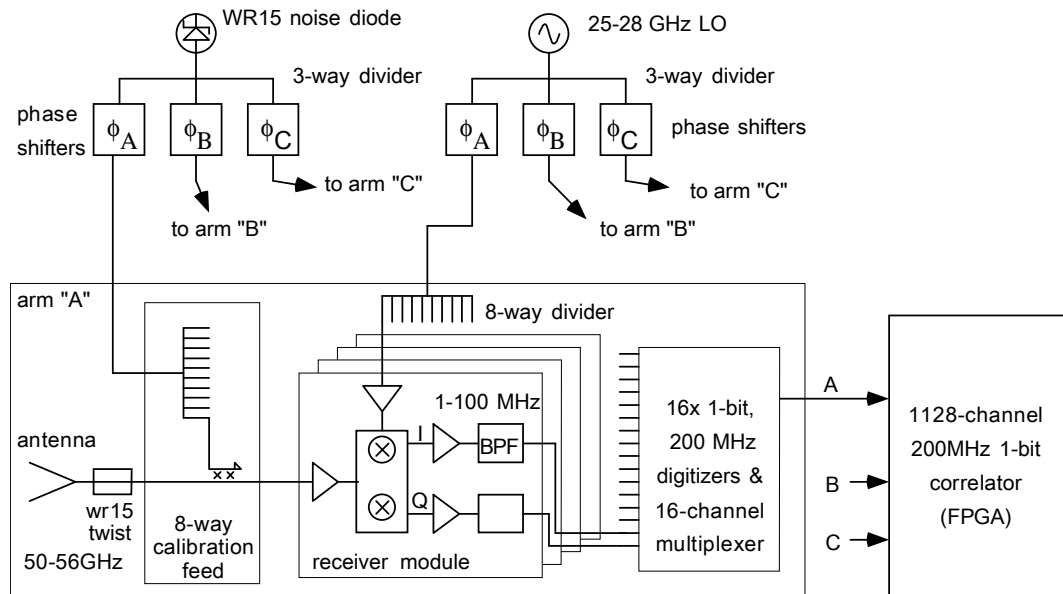 WR15 noise diode
25-28 GHz LO
3-way divider
3-way divider
phase
shifters
ϕA
ϕB
ϕC
ϕA
ϕB
ϕC
phase shifters
to arm "C"
to arm "B"
to arm "C"
to arm "B"
arm "A"
8-way divider
1-100 MHz
antenna
wr15
twist
50-56GHz
8-way
calibration
feed
I
BPF
Q
receiver module
16x 1-bit,
200 MHz
digitizers &
16-channel
multiplexer
A
B
C
1128-channel
200MHz 1-bit
correlator
(FPGA)